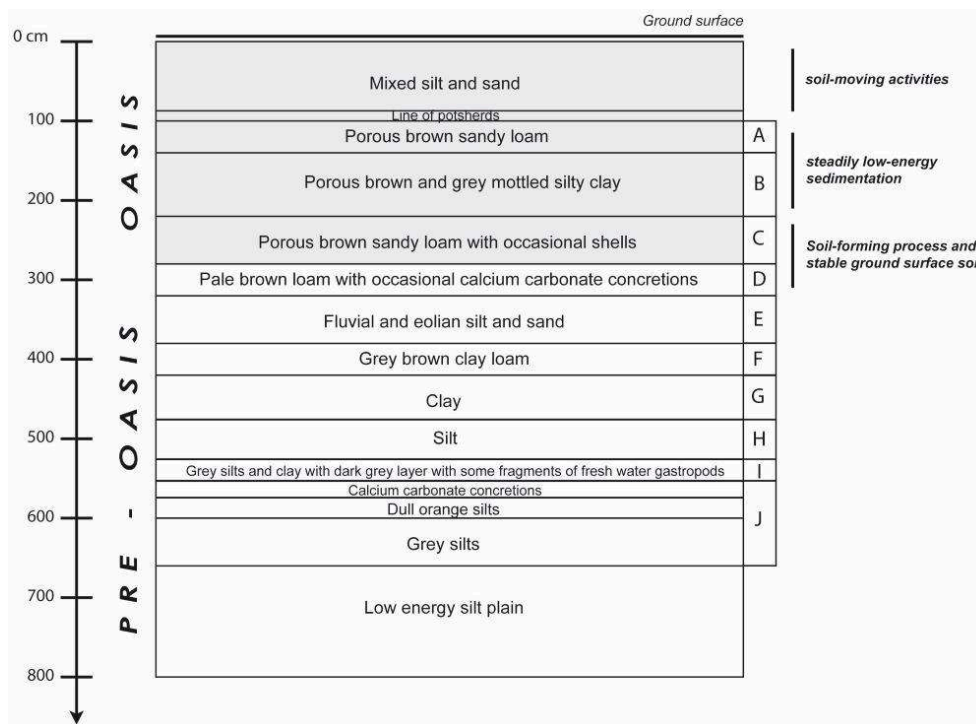 Ground surface
0 cm
Mixed silt and sand
soil-moving activities
Line of potsherds
100
Porous brown sandy loam
A
OASIS
Porous brown and grey mottled silty clay
B
steadily low-energy
sedimentation
200
Porous brown sandy loam with occasional shells
C
Soil-forming process and
stable ground surface soi
300
Pale brown loam with occasional calcium carbonate concretions
D
Fluvial and eolian silt and sand
E
400
Grey brown clay loam
F
PRE - OASIS
Clay
G
500
Silt
H
Grey silts and clay with dark grey layer with some fragments of fresh water gastropods
I
Calcium carbonate concretions
Dull orange silts
600
J
Grey silts
700
Low energy silt plain
800